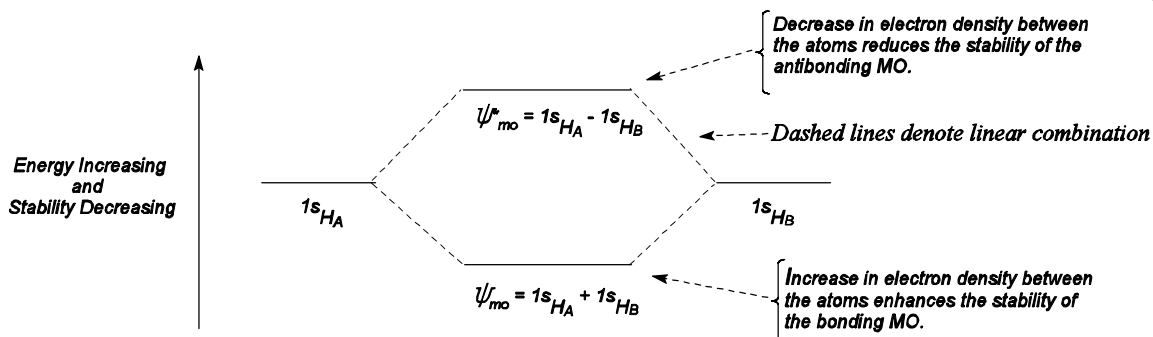 Decrease in electron density between
the atoms reduces the stability of the
antibonding MO.
ψ*mo = 1sHA - 1sHB
Dashed lines denote linear combination
Energy Increasing
and
Stability Decreasing
1sHA
1sHB
ψmo = 1sHA + 1sHB
Increase in electron density between
the atoms enhances the stability of
the bonding MO.